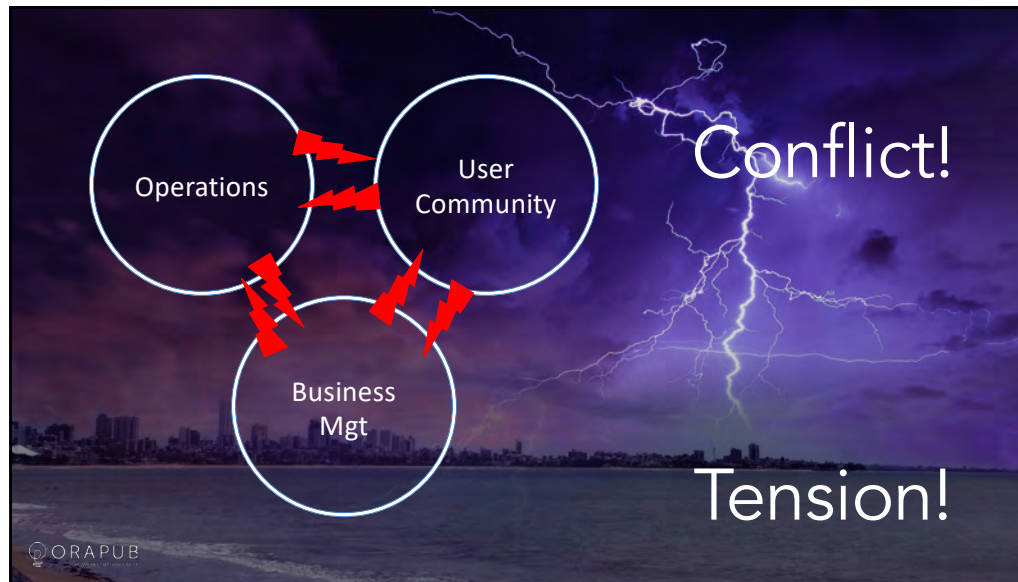 Operations
User
Community
Business
Mgt
Conflict!
Tension!
ORAPUB